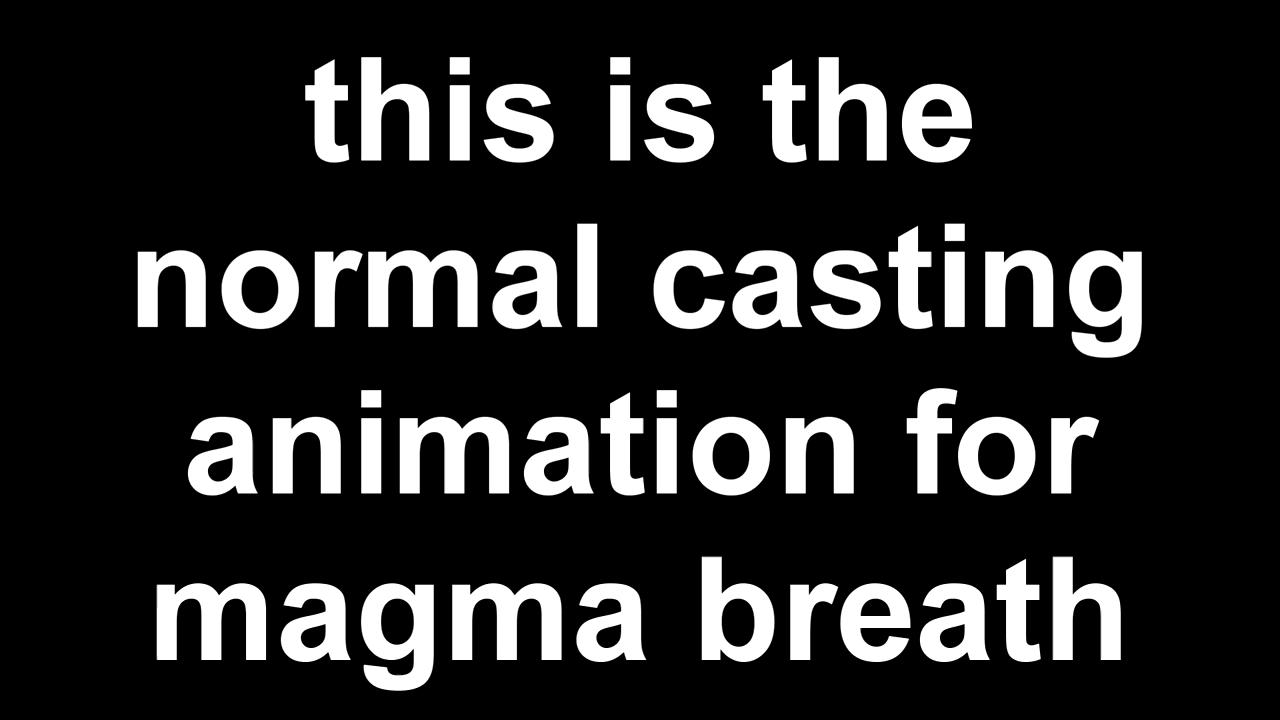 this is the
normal casting
animation for
magma breath